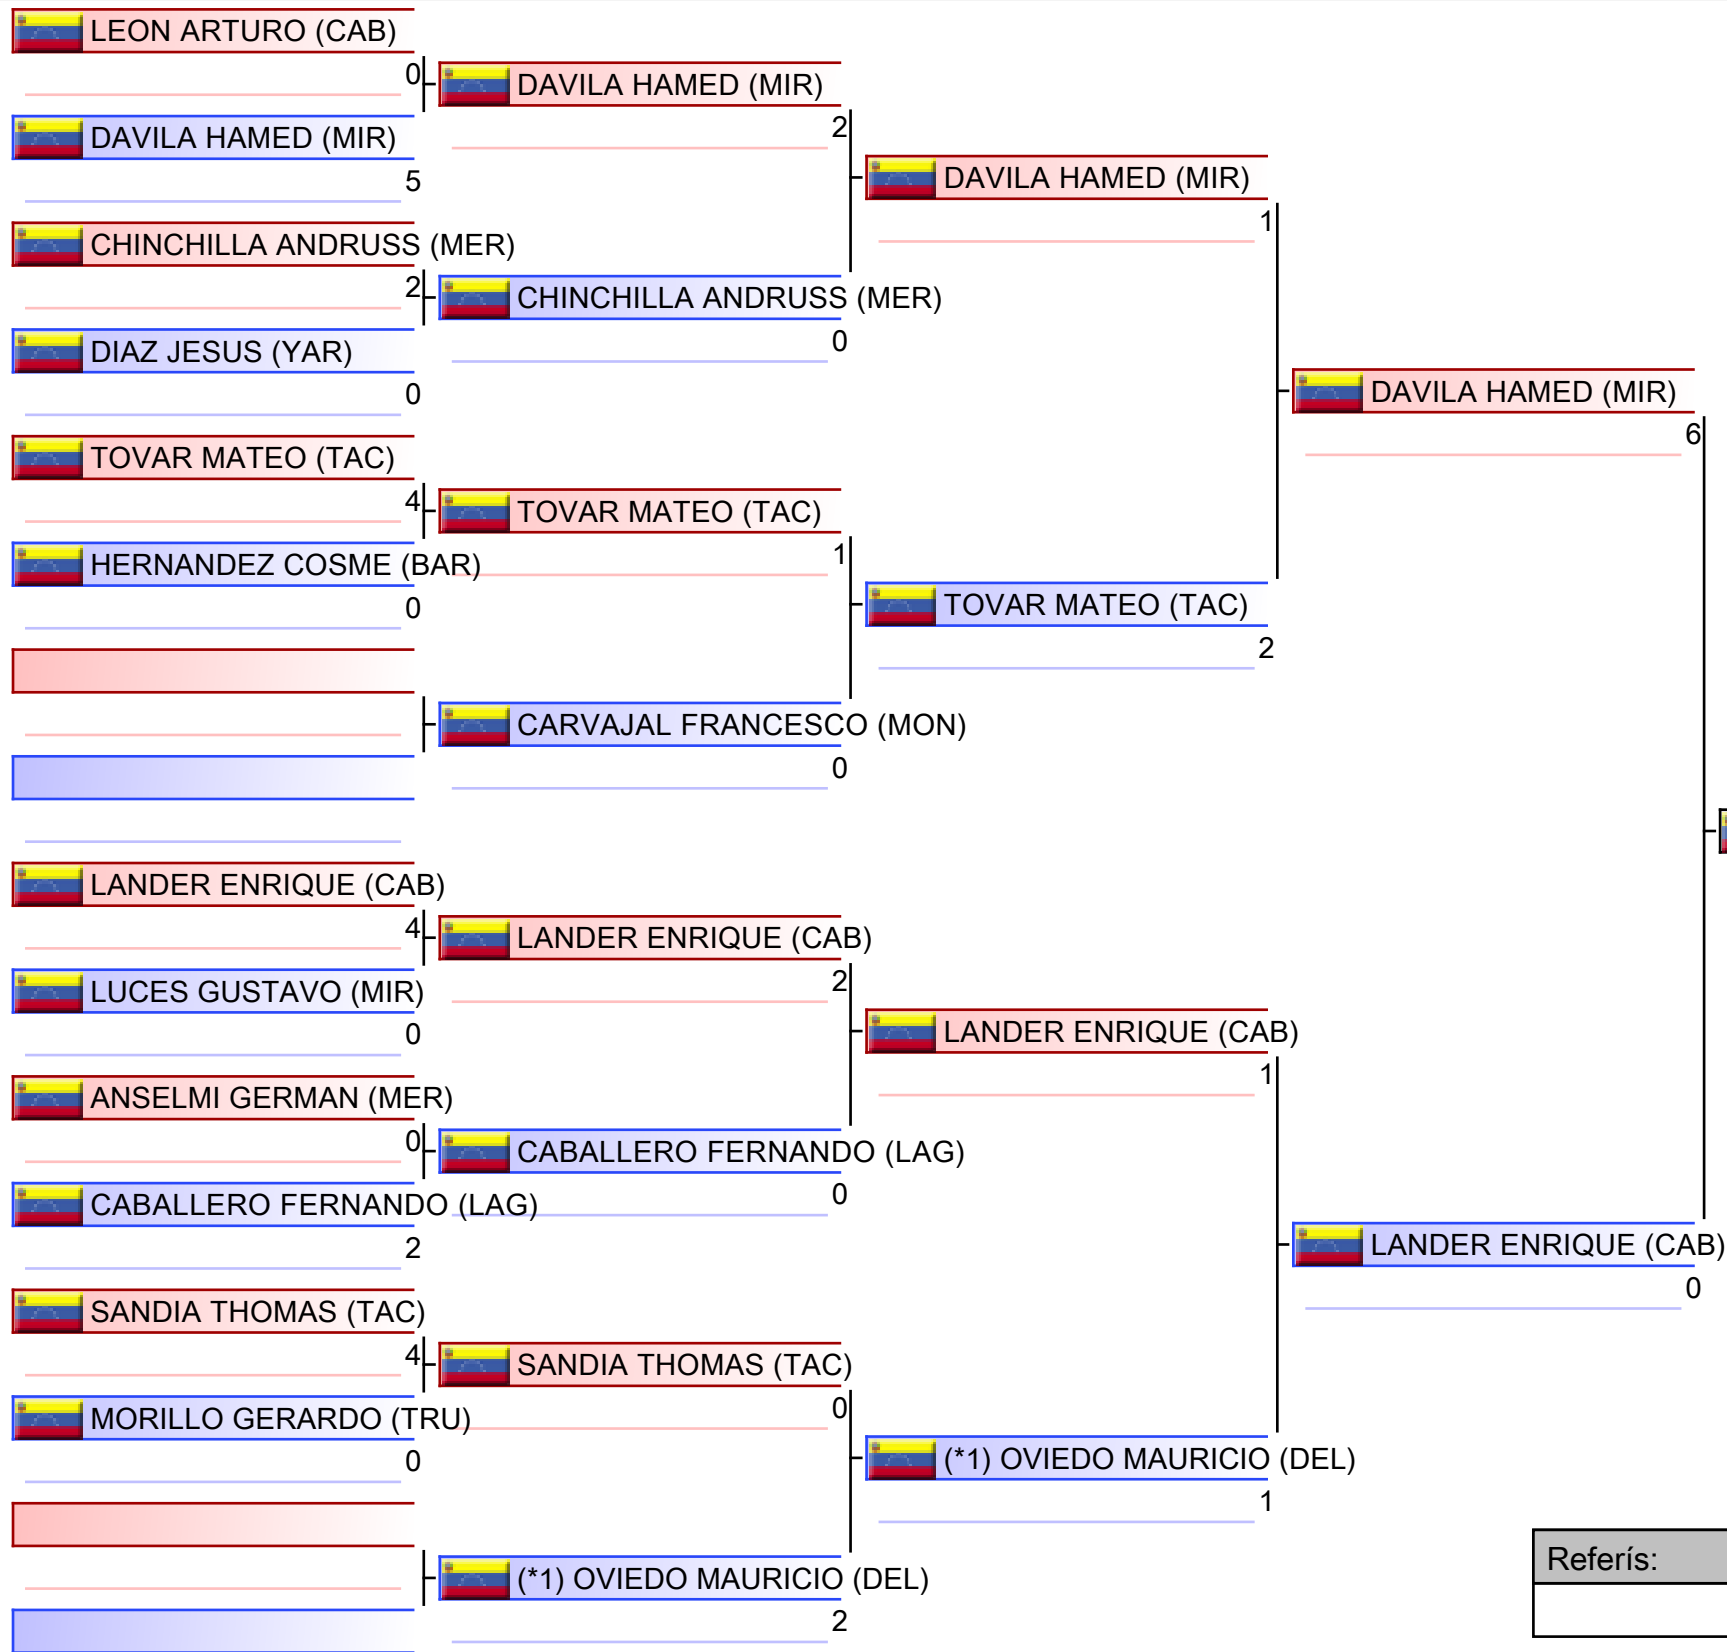 LEON ARTURO (CAB)
0
DAVILA HAMED (MIR)
5
CHINCHILLA ANDRUSS (MER)
2
DIAZ JESUS (YAR)
0
TOVAR MATEO (TAC)
4
HERNANDEZ COSME (BAR)
0
LANDER ENRIQUE (CAB)
4
LUCES GUSTAVO (MIR)
0
ANSELMI GERMAN (MER)
0
CABALLERO FERNANDO (LAG)
2
SANDIA THOMAS (TAC)
4
MORILLO GERARDO (TRU)
0
DAVILA HAMED (MIR)
2
CHINCHILLA ANDRUSS (MER)
0
TOVAR MATEO (TAC)
1
CARVAJAL FRANCESCO (MON)
0
LANDER ENRIQUE (CAB)
2
CABALLERO FERNANDO (LAG)
0
SANDIA THOMAS (TAC)
0
(*1) OVIEDO MAURICIO (DEL)
2
DAVILA HAMED (MIR)
1
TOVAR MATEO (TAC)
2
LANDER ENRIQUE (CAB)
1
(*1) OVIEDO MAURICIO (DEL)
1
DAVILA HAMED (MIR)
6
LANDER ENRIQUE (CAB)
0
Referís: